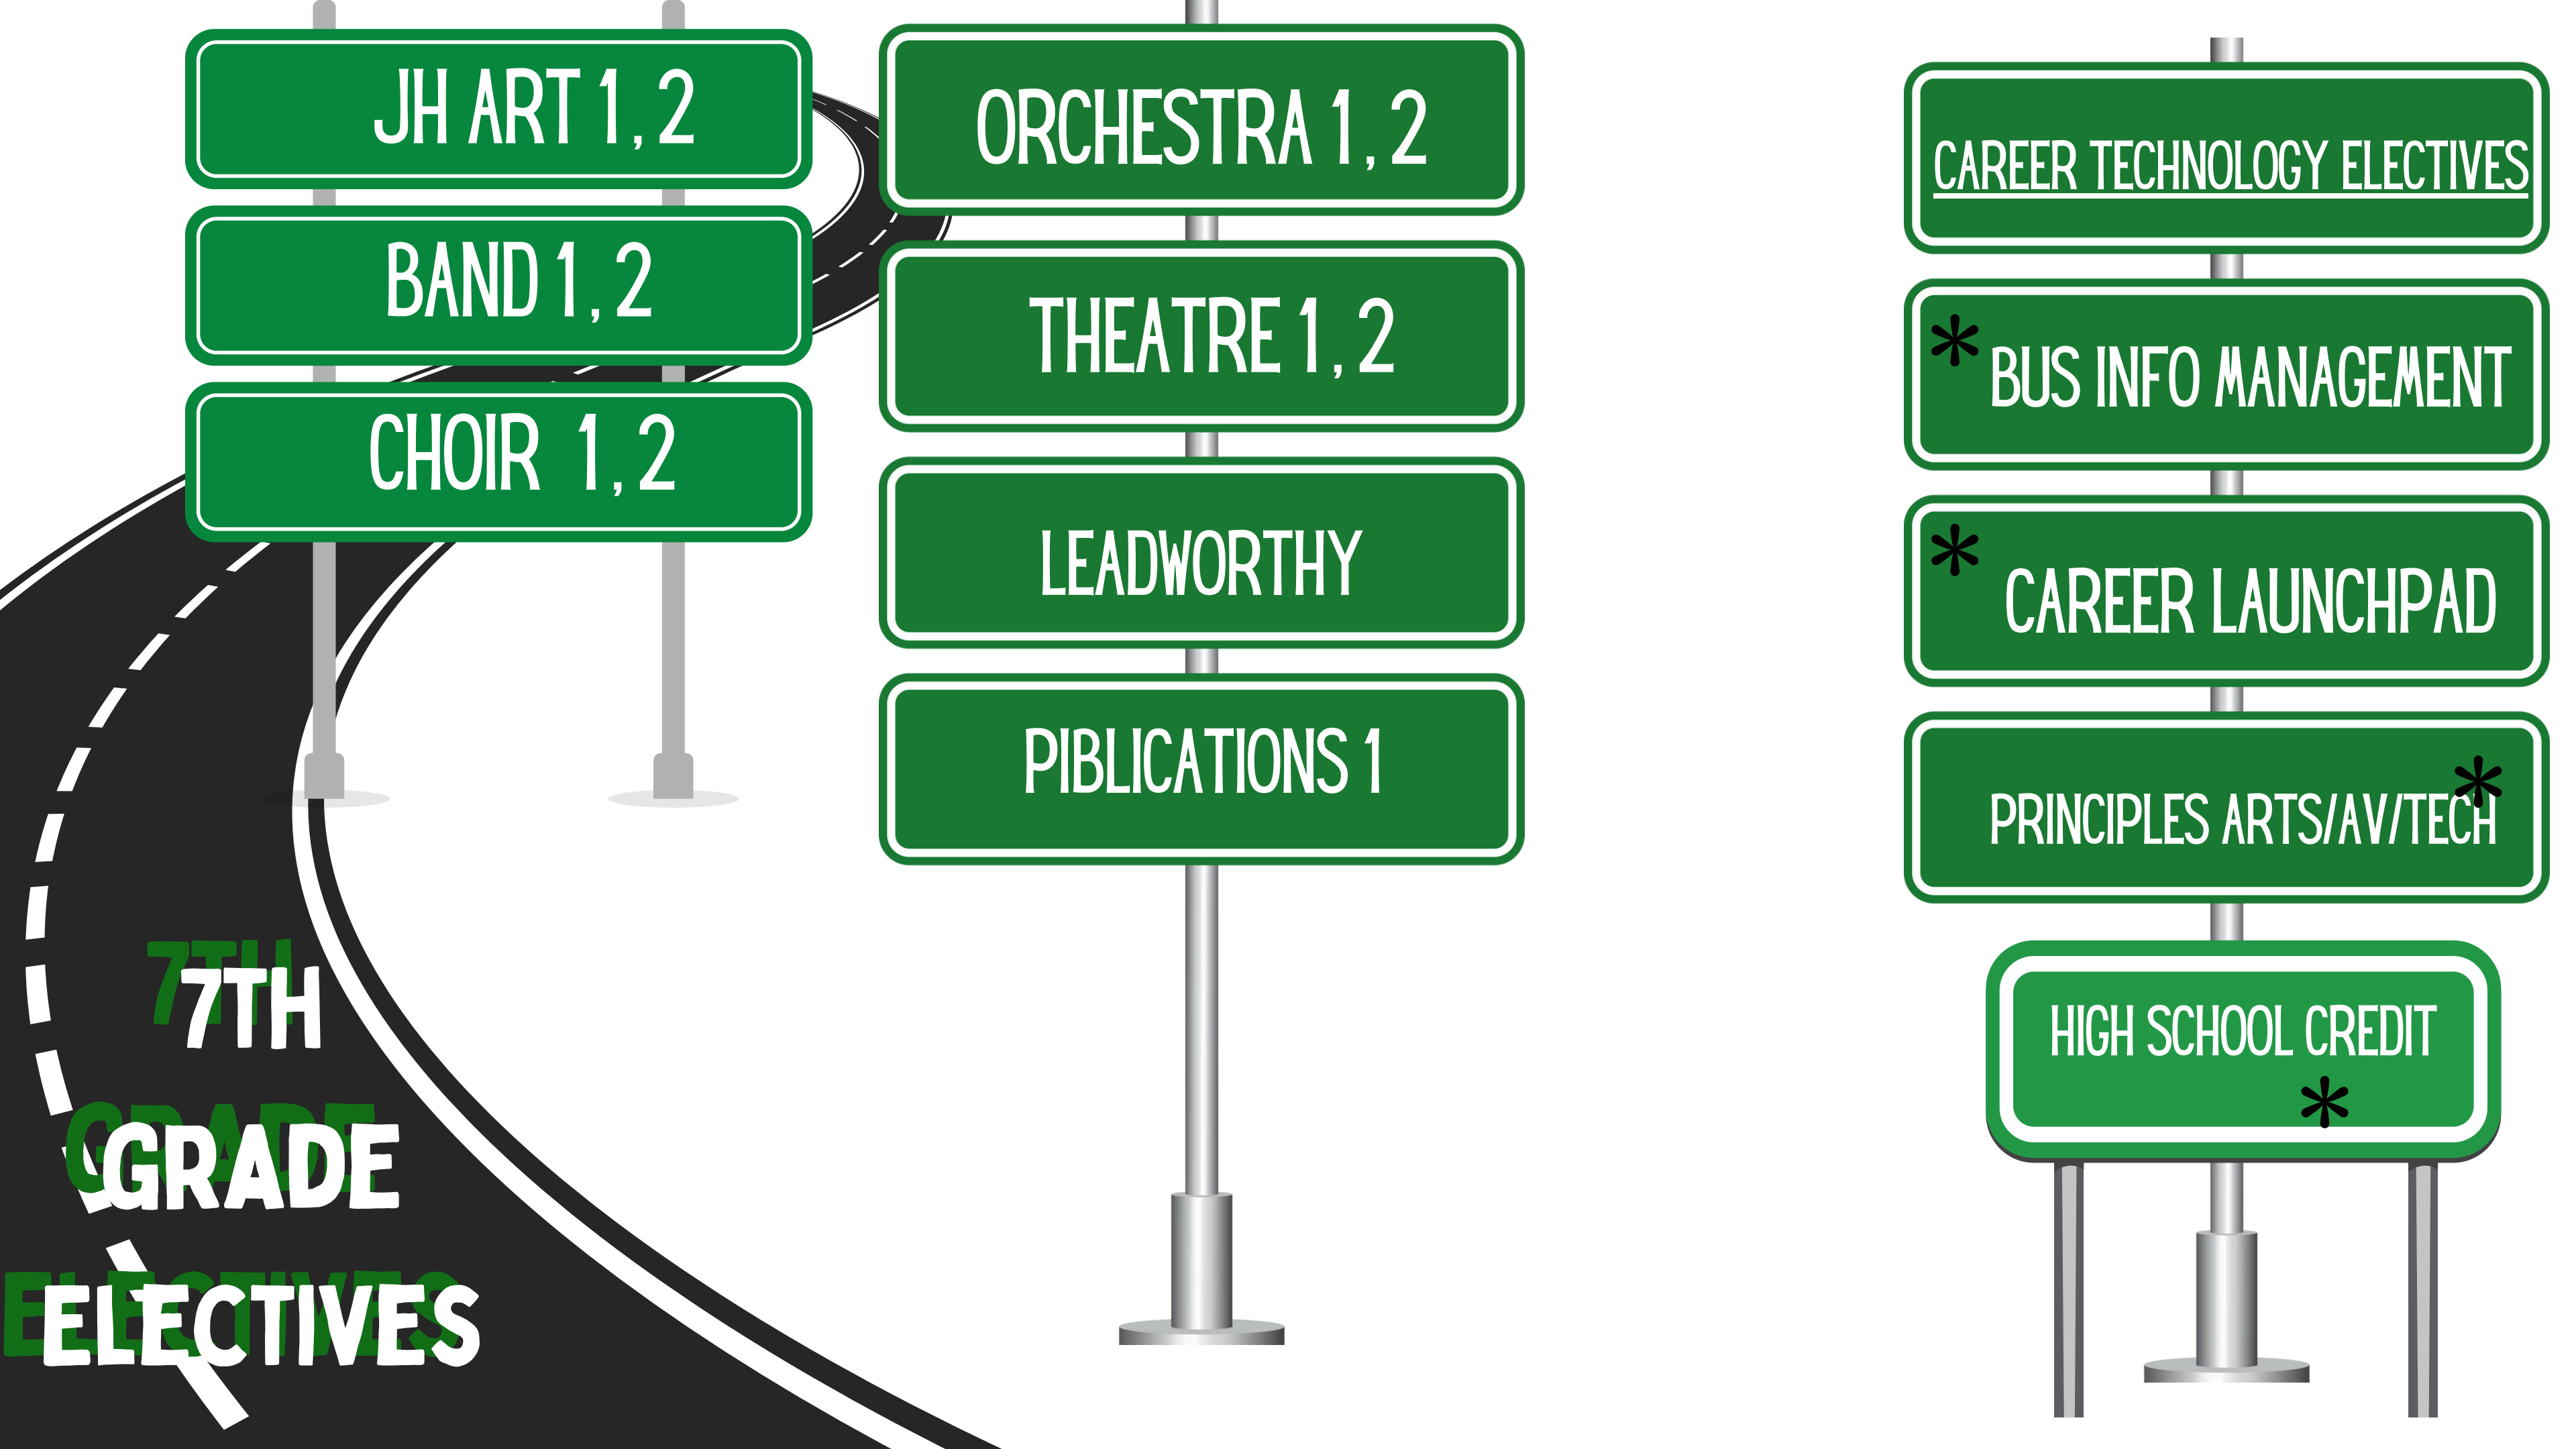 JH ART 1, 2
BAND 1, 2
CHOIR 1, 2
ORCHESTRA 1, 2
THEATRE 1, 2
LEADWORTHY
PIBLICATIONS 1
CAREER TECHNOLOGY ELECTIVES
* BUS INFO MANAGEMENT
* CAREER LAUNCHPAD
PRINCIPLES ARTS/AV/TECH *
HIGH SCHOOL CREDIT
*
7TH
GRADE
ELECTIVES